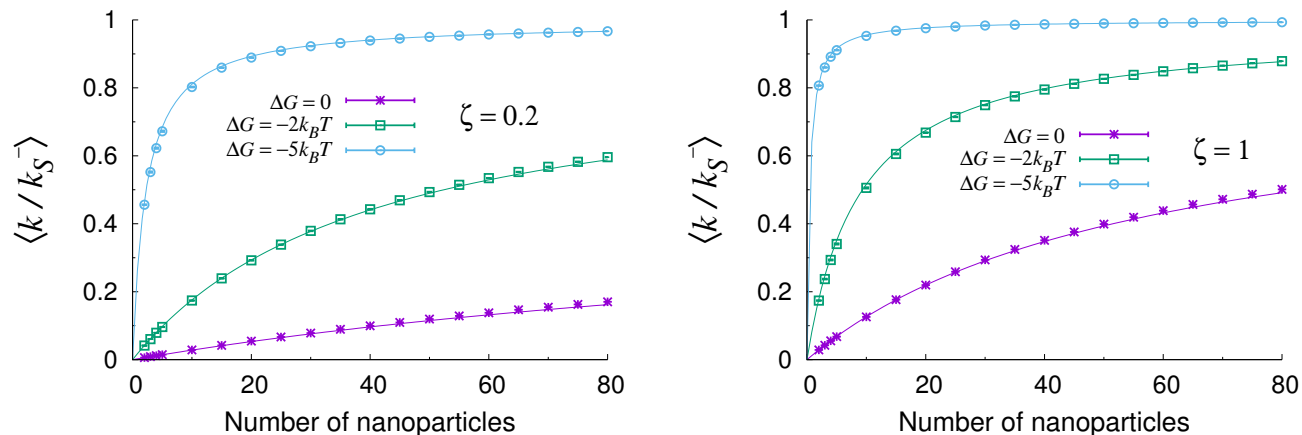 ⟨k / k_S^-⟩
1
0.8
0.6
0.4
0.2
0
ΔG = 0
ΔG = −2k_BT
ΔG = −5k_BT
ζ = 0.2
0 20 40 60 80
Number of nanoparticles
⟨k / k_S^-⟩
1
0.8
0.6
0.4
0.2
0
ΔG = 0
ΔG = −2k_BT
ΔG = −5k_BT
ζ = 1
0 20 40 60 80
Number of nanoparticles